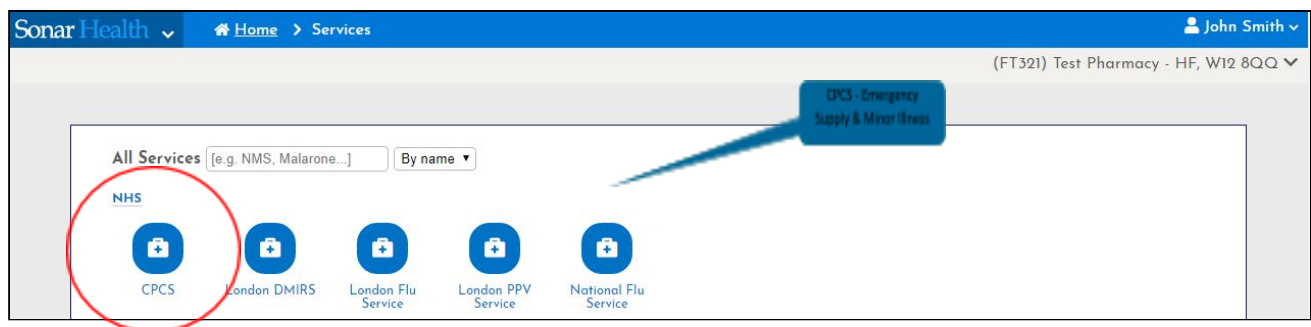 Sonar Health Home > Services John Smith
(FT321) Test Pharmacy - HF, W12 8QQ
CPCS - Emergency
Supply & Minor Illness
All Services [e.g. NMS, Malarone...] By name
NHS
CPCS London DMIRS London Flu London PPV National Flu
Service Service Service